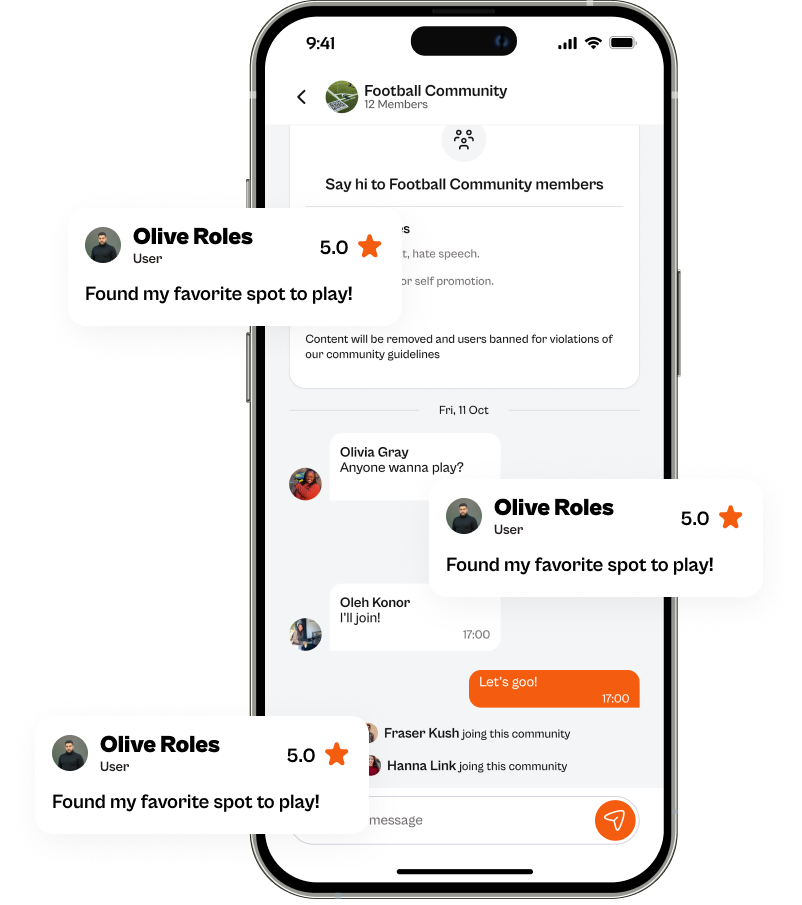 9:41
Football Community
12 Members
Say hi to Football Community members
t, hate speech.
or self promotion.
Olive Roles
User
5.0
Found my favorite spot to play!
Content will be removed and users banned for violations of
our community guidelines
Fri, 11 Oct
Olivia Gray
Anyone wanna play?
Olive Roles
User
5.0
Found my favorite spot to play!
Oleh Konor
I'll join!
17:00
Let's goo!
17:00
Fraser Kush joing this community
Hanna Link joing this community
Olive Roles
User
5.0
Found my favorite spot to play!
message